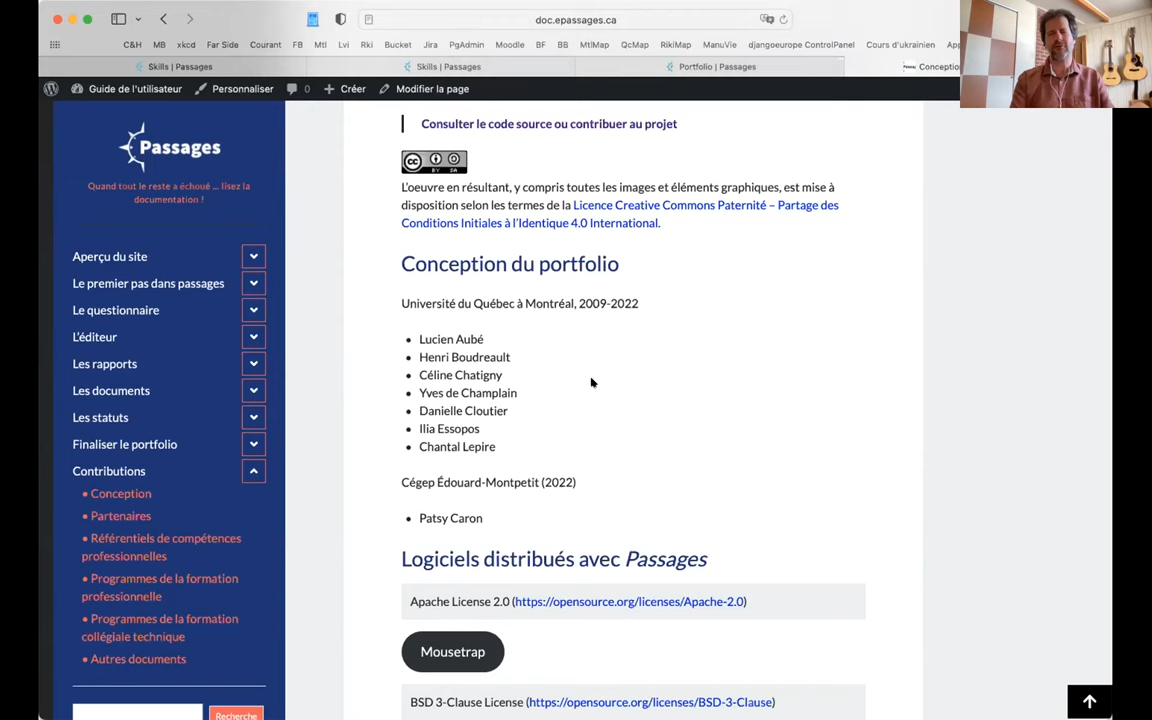 doc.epassages.ca
C&H MB xkcd Far Side Courant FB Mtl Lvi Rki Bucket Jira PgAdmin Moodle BF BB MtlMap QcMap RikiMap ManuVie djangoeurope ControlPanel Cours d'ukrainien
Skills | Passages
Skills | Passages
Portfolio | Passages
Guide de l'utilisateur Personnaliser 0 Créer Modifier la page
Passages
Quand tout le reste a échoué ... lisez la
documentation !
Aperçu du site
Le premier pas dans passages
Le questionnaire
L'éditeur
Les rapports
Les documents
Les statuts
Finaliser le portfolio
Contributions
• Conception
• Partenaires
• Référentiels de compétences
professionnelles
• Programmes de la formation
professionnelle
• Programmes de la formation
collégiale technique
• Autres documents
Recherche
Consulter le code source ou contribuer au projet
cc BY SA
L'oeuvre en résultant, y compris toutes les images et éléments graphiques, est mise à
disposition selon les termes de la Licence Creative Commons Paternité – Partage des
Conditions Initiales à l'Identique 4.0 International.
Conception du portfolio
Université du Québec à Montréal, 2009-2022
• Lucien Aubé
• Henri Boudreault
• Céline Chatigny
• Yves de Champlain
• Danielle Cloutier
• Ilia Essopos
• Chantal Lepire
Cégep Édouard-Montpetit (2022)
• Patsy Caron
Logiciels distribués avec Passages
Apache License 2.0 (https://opensource.org/licenses/Apache-2.0)
Mousetrap
BSD 3-Clause License (https://opensource.org/licenses/BSD-3-Clause)